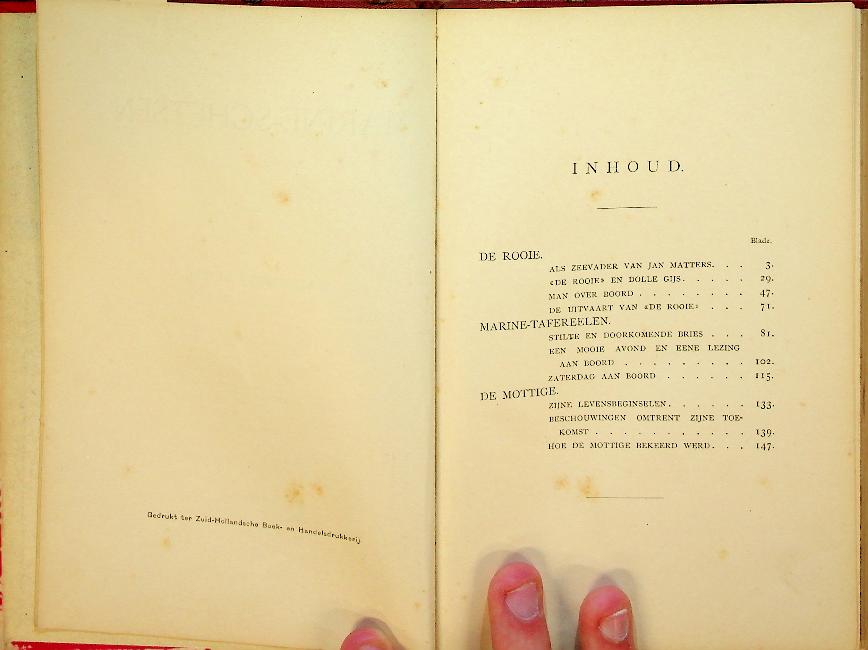 Gedrukt ter Zuid-Hollandsche Boek- en Handelsdrukkerij
INHOUD.
Bladz.
DE ROOIE.
ALS ZEEVADER VAN JAN MATTERS. . . 3.
«DE ROOIE» EN DOLLE GIJS. . . . . 29.
MAN OVER BOORD . . . . . . . . 47.
DE UITVAART VAN «DE ROOIE» . . . 71.
MARINE-TAFEREELEN.
STILTE EN DOORKOMENDE BRIES . . . 81.
EEN MOOIE AVOND EN EENE LEZING
AAN BOORD . . . . . . . . . 102.
ZATERDAG AAN BOORD . . . . . . 115.
DE MOTTIGE.
ZIJNE LEVENSBEGINSELEN. . . . . . 133.
BESCHOUWINGEN OMTRENT ZIJNE TOE-
KOMST . . . . . . . . . . . 139.
HOE DE MOTTIGE BEKEERD WERD. . . 147.